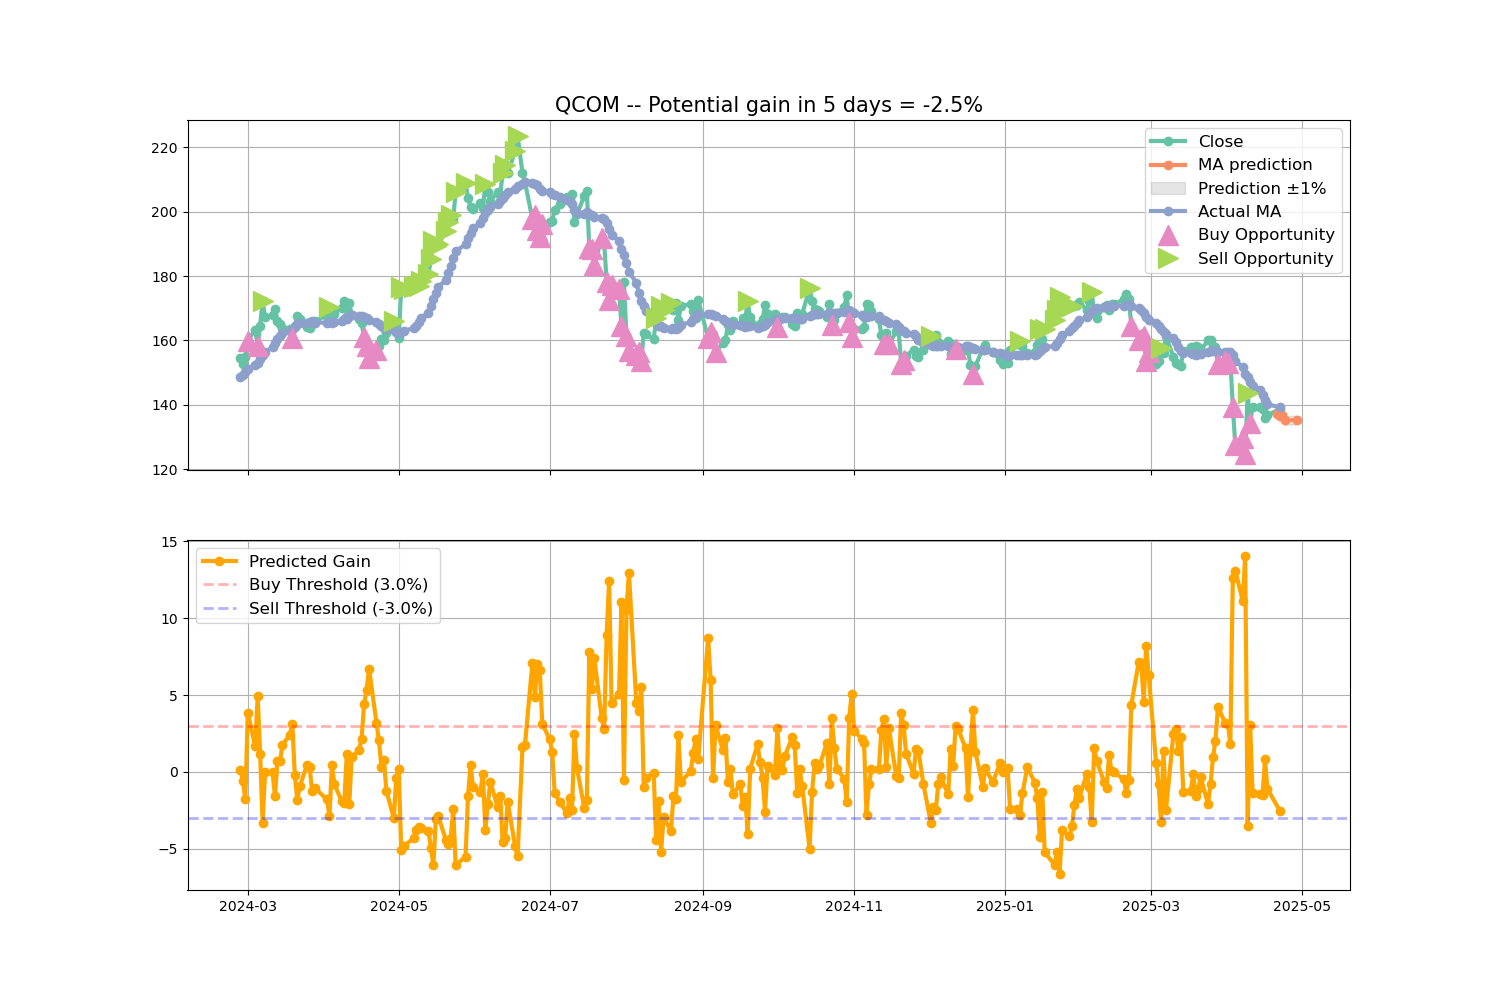 QCOM -- Potential gain in 5 days = -2.5%
220
200
180
160
140
120
Close
MA prediction
Prediction ±1%
Actual MA
Buy Opportunity
Sell Opportunity
15
10
5
0
−5
Predicted Gain
Buy Threshold (3.0%)
Sell Threshold (-3.0%)
2024-03 2024-05 2024-07 2024-09 2024-11 2025-01 2025-03 2025-05